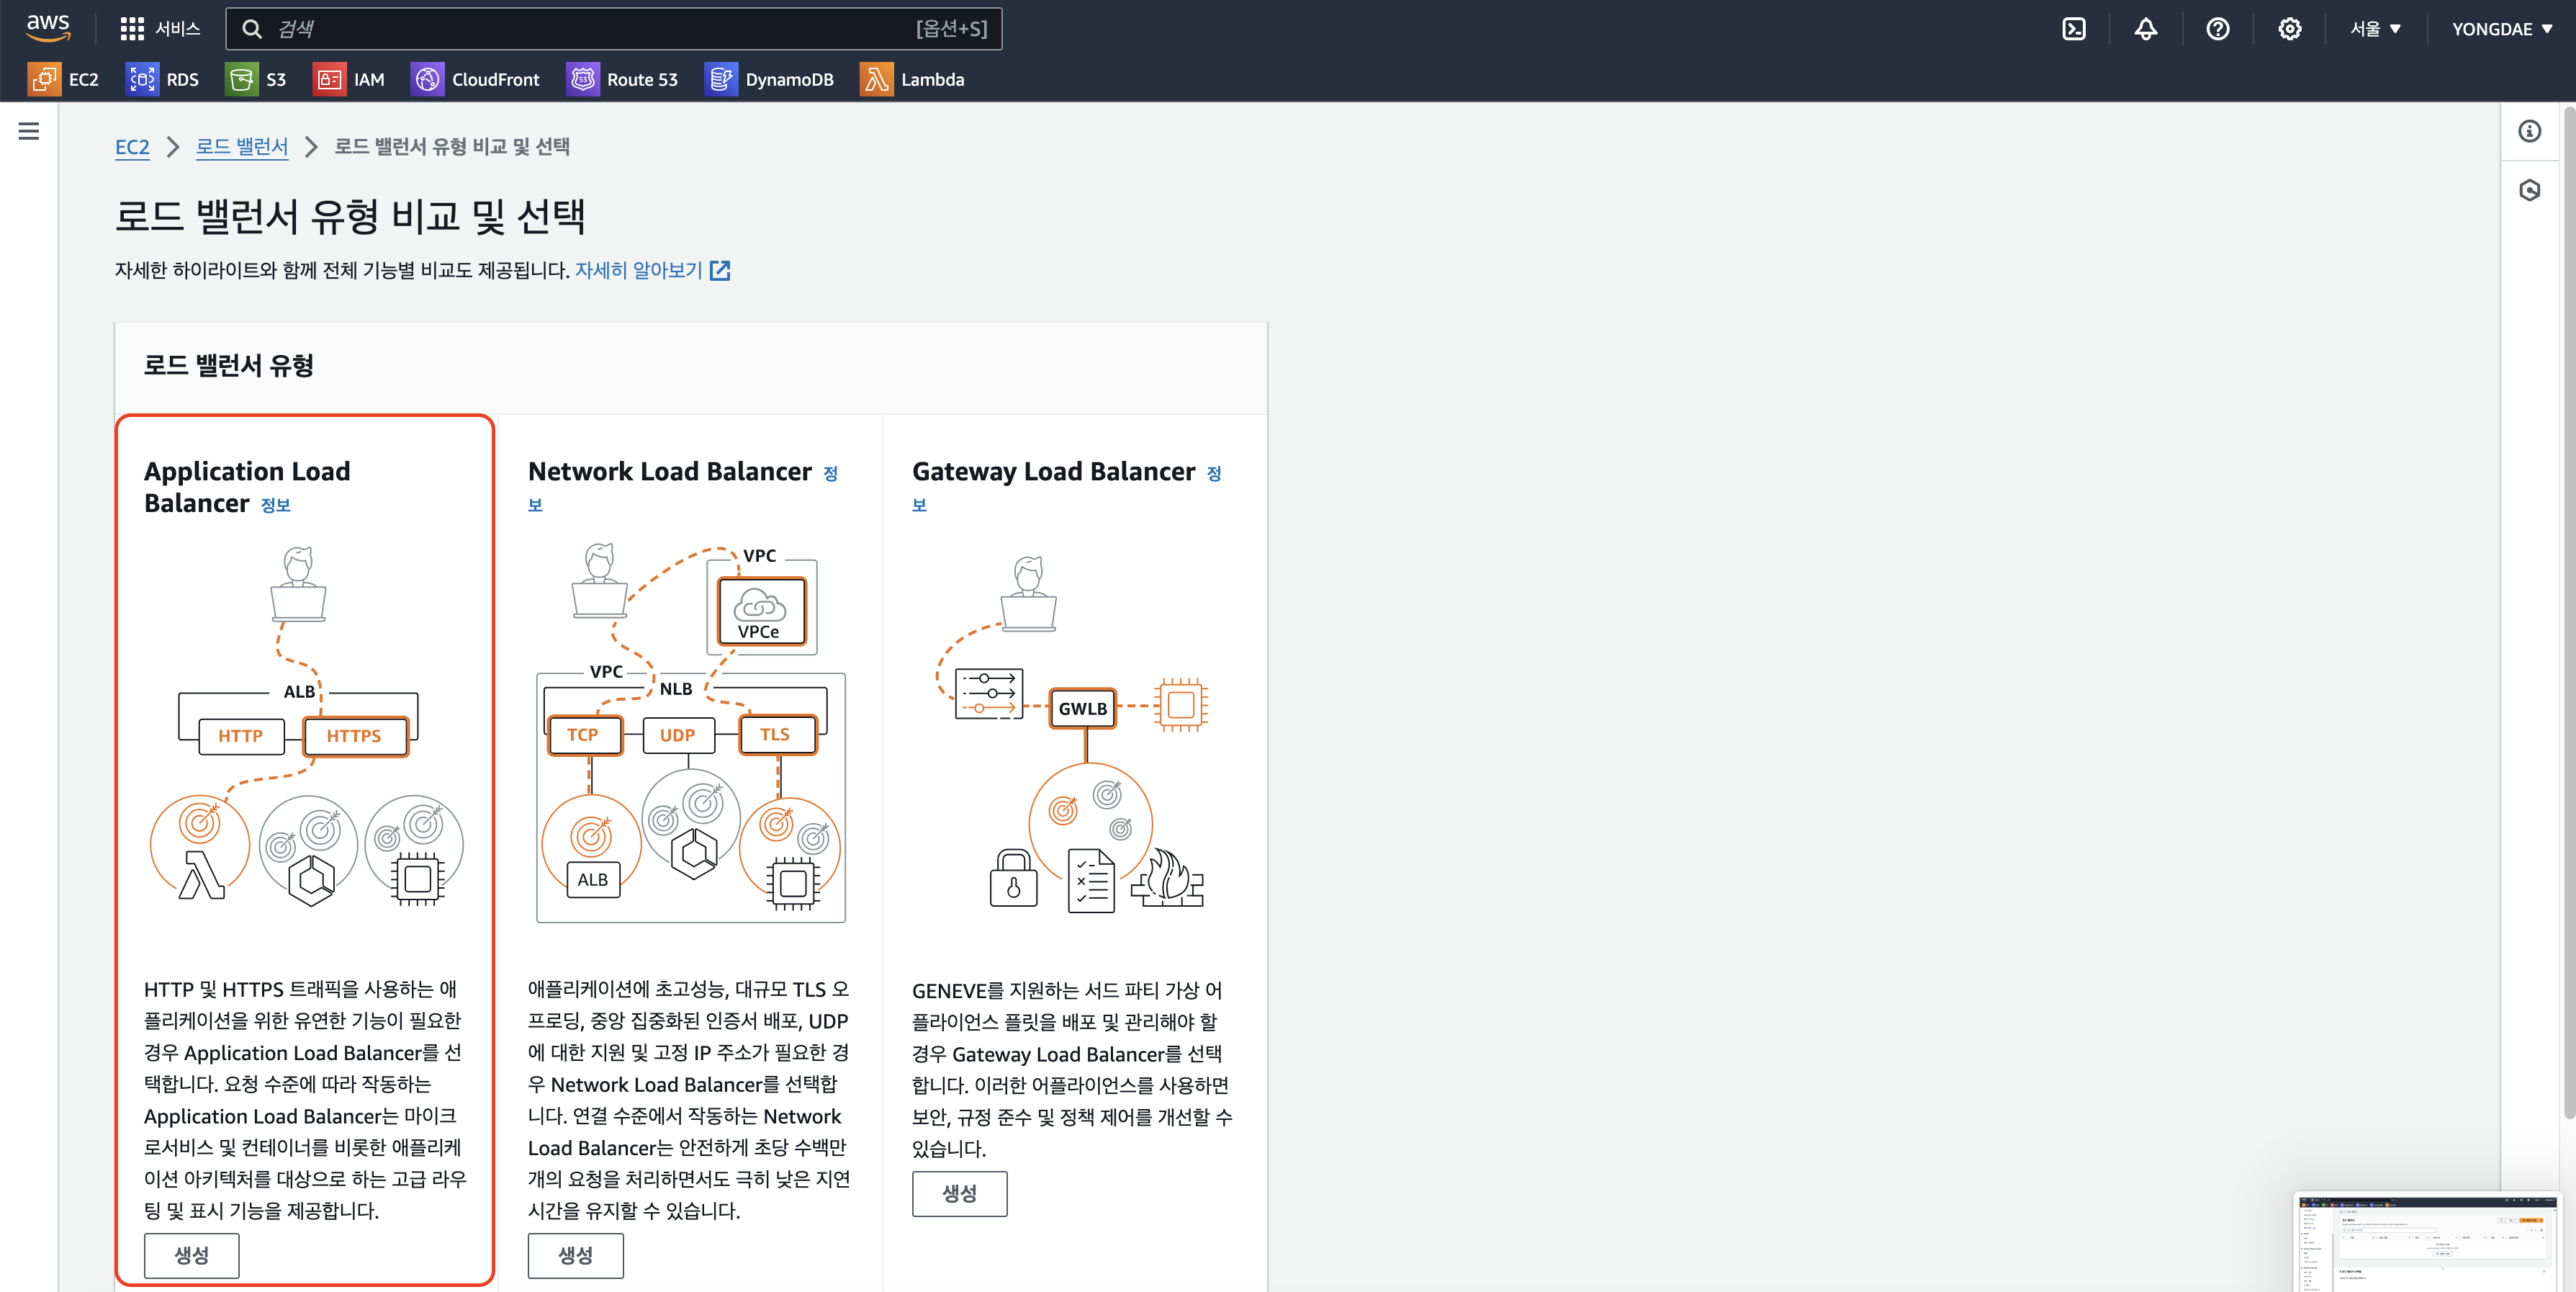 aws
서비스
검색
[옵션+S]
서울
YONGDAE
EC2
RDS
S3
IAM
CloudFront
Route 53
DynamoDB
Lambda
EC2
로드 밸런서
로드 밸런서 유형 비교 및 선택
로드 밸런서 유형 비교 및 선택
자세한 하이라이트와 함께 전체 기능별 비교도 제공됩니다. 자세히 알아보기
로드 밸런서 유형
Application Load
Balancer 정보
ALB
HTTP
HTTPS
HTTP 및 HTTPS 트래픽을 사용하는 애
플리케이션을 위한 유연한 기능이 필요한
경우 Application Load Balancer를 선
택합니다. 요청 수준에 따라 작동하는
Application Load Balancer는 마이크
로서비스 및 컨테이너를 비롯한 애플리케
이션 아키텍처를 대상으로 하는 고급 라우
팅 및 표시 기능을 제공합니다.
생성
Network Load Balancer 정
보
VPC
VPCe
VPC
NLB
TCP
UDP
TLS
ALB
애플리케이션에 초고성능, 대규모 TLS 오
프로딩, 중앙 집중화된 인증서 배포, UDP
에 대한 지원 및 고정 IP 주소가 필요한 경
우 Network Load Balancer를 선택합
니다. 연결 수준에서 작동하는 Network
Load Balancer는 안전하게 초당 수백만
개의 요청을 처리하면서도 극히 낮은 지연
시간을 유지할 수 있습니다.
생성
Gateway Load Balancer 정
보
GWLB
GENEVE를 지원하는 서드 파티 가상 어
플라이언스 플릿을 배포 및 관리해야 할
경우 Gateway Load Balancer를 선택
합니다. 이러한 어플라이언스를 사용하면
보안, 규정 준수 및 정책 제어를 개선할 수
있습니다.
생성